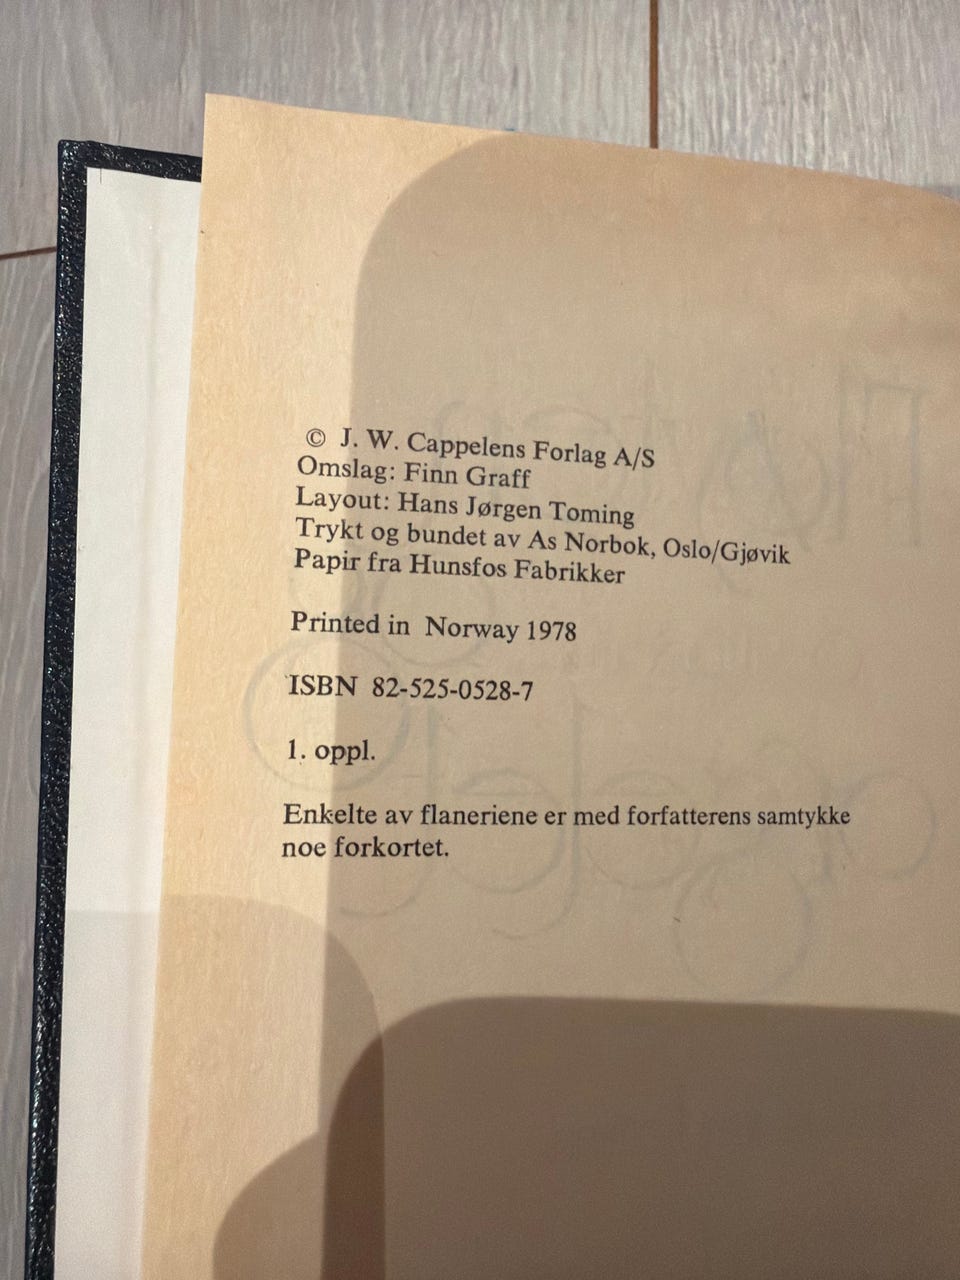 © J. W. Cappelens Forlag A/S
Omslag: Finn Graff
Layout: Hans Jørgen Toming
Trykt og bundet av As Norbok, Oslo/Gjøvik
Papir fra Hunsfos Fabrikker
Printed in Norway 1978
ISBN 82-525-0528-7
1. oppl.
Enkelte av flaneriene er med forfatterens samtykke
noe forkortet.